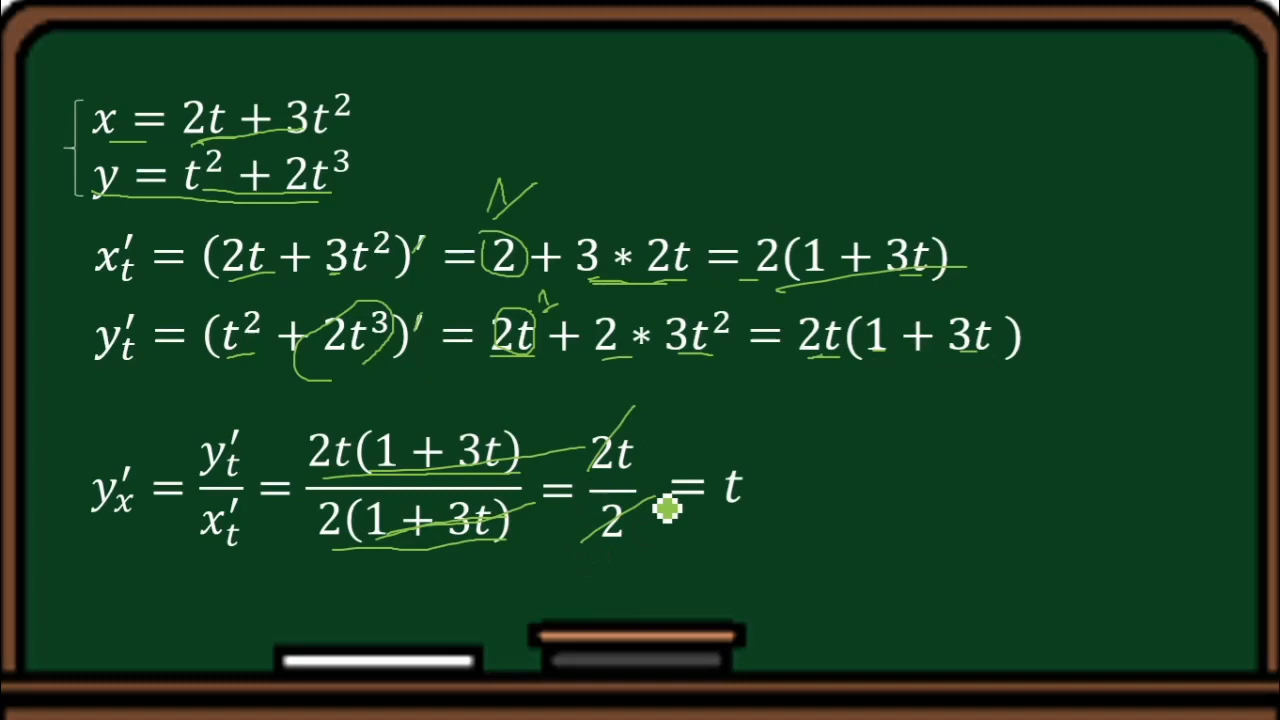 x = 2t + 3t²
y = t² + 2t³
x′ₜ = (2t + 3t²)′ = 2 + 3 ∗ 2t = 2(1 + 3t)
y′ₜ = (t² + 2t³)′ = 2t + 2 ∗ 3t² = 2t(1 + 3t )
y′ₓ = y′ₜ / x′ₜ = 2t(1 + 3t) / 2(1 + 3t) = 2t / 2 = t